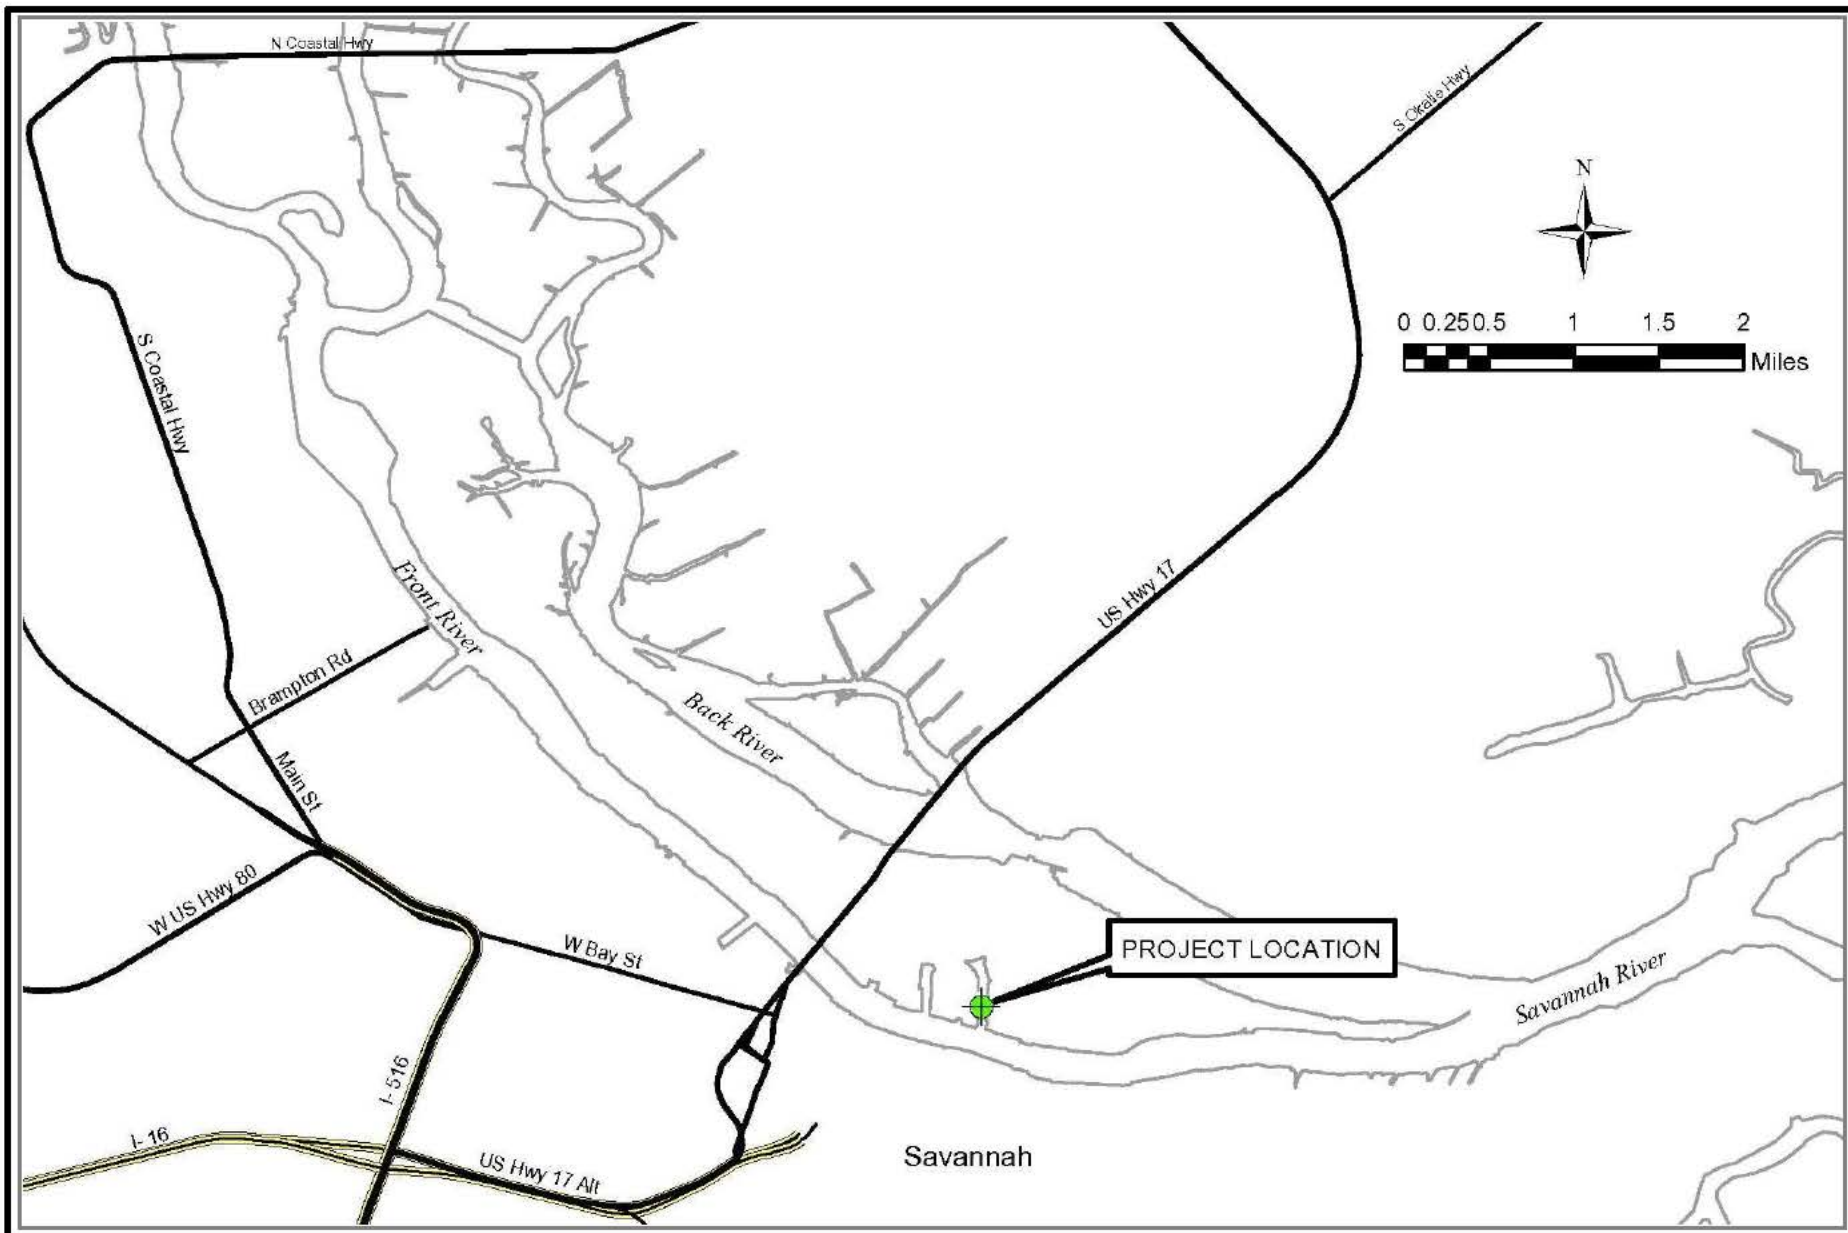 N Coastal Hwy
S Okatie Hwy
N
0 0.25 0.5 1 1.5 2
Miles
S Coastal Hwy
US Hwy 17
Front River
Brampton Rd
Back River
Main St
W US Hwy 80
W Bay St
PROJECT LOCATION
Savannah River
I- 516
I- 16
US Hwy 17 Alt
Savannah